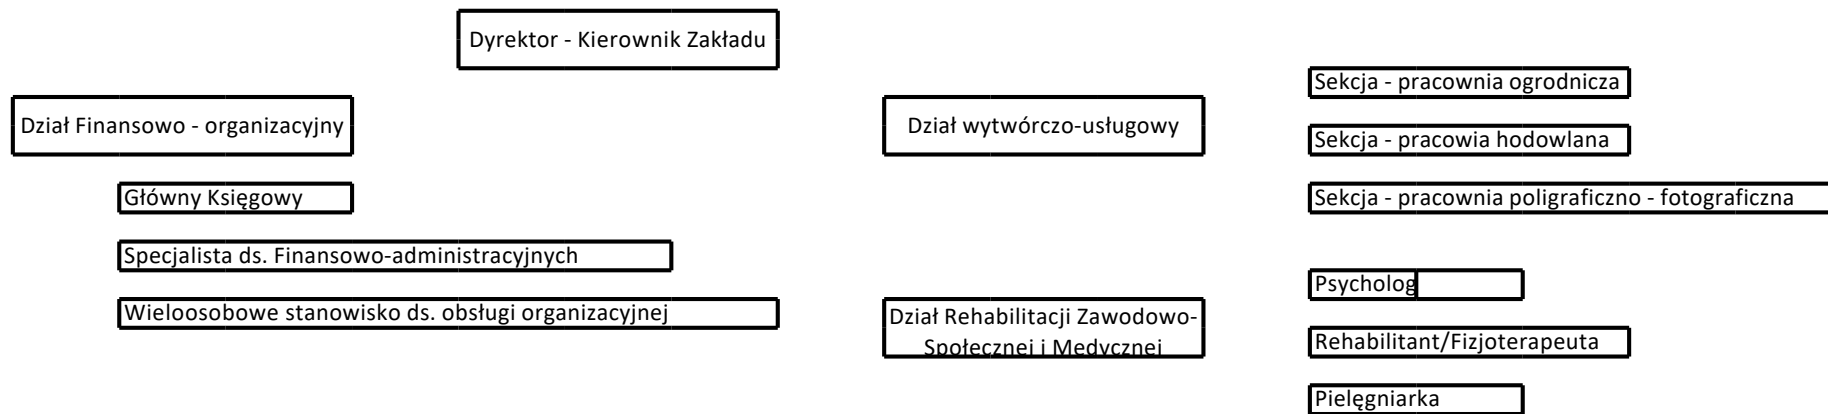 Dyrektor - Kierownik Zakładu
Dział Finansowo - organizacyjny
Główny Księgowy
Specjalista ds. Finansowo-administracyjnych
Wieloosobowe stanowisko ds. obsługi organizacyjnej
Dział wytwórczo-usługowy
Sekcja - pracownia ogrodnicza
Sekcja - pracowia hodowlana
Sekcja - pracownia poligraficzno - fotograficzna
Dział Rehabilitacji Zawodowo-
Społecznej i Medycznej
Psycholog
Rehabilitant/Fizjoterapeuta
Pielęgniarka